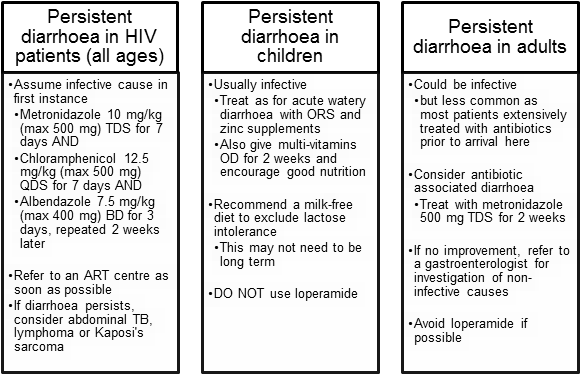 Persistent
diarrhoea in HIV
patients (all ages)
•Assume infective cause in
first instance
•Metronidazole 10 mg/kg
(max 500 mg) TDS for 7
days AND
•Chloramphenicol 12.5
mg/kg (max 500 mg)
QDS for 7 days AND
•Albendazole 7.5 mg/kg
(max 400 mg) BD for 3
days, repeated 2 weeks
later
•Refer to an ART centre as
soon as possible
•If diarrhoea persists,
consider abdominal TB,
lymphoma or Kaposi's
sarcoma
Persistent
diarrhoea in
children
•Usually infective
•Treat as for acute watery
diarrhoea with ORS and
zinc supplements
•Also give multi-vitamins
OD for 2 weeks and
encourage good nutrition
•Recommend a milk-free
diet to exclude lactose
intolerance
•This may not need to be
long term
•DO NOT use loperamide
Persistent
diarrhoea in adults
•Could be infective
•but less common as
most patients extensively
treated with antibiotics
prior to arrival here
•Consider antibiotic
associated diarrhoea
•Treat with metronidazole
500 mg TDS for 2 weeks
•If no improvement, refer to
a gastroenterologist for
investigation of non-
infective causes
•Avoid loperamide if
possible